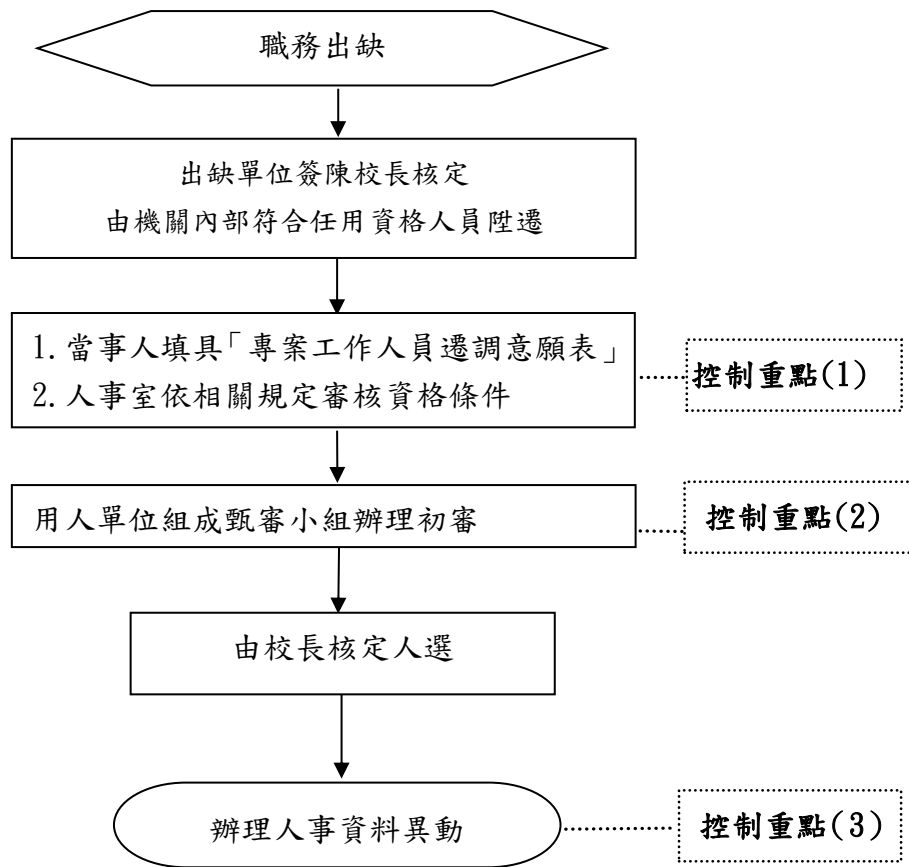 職務出缺
出缺單位簽陳校長核定
由機關內部符合任用資格人員陞遷
1.當事人填具「專案工作人員遷調意願表」
2.人事室依相關規定審核資格條件
控制重點(1)
用人單位組成甄審小組辦理初審
控制重點(2)
由校長核定人選
辦理人事資料異動
控制重點(3)